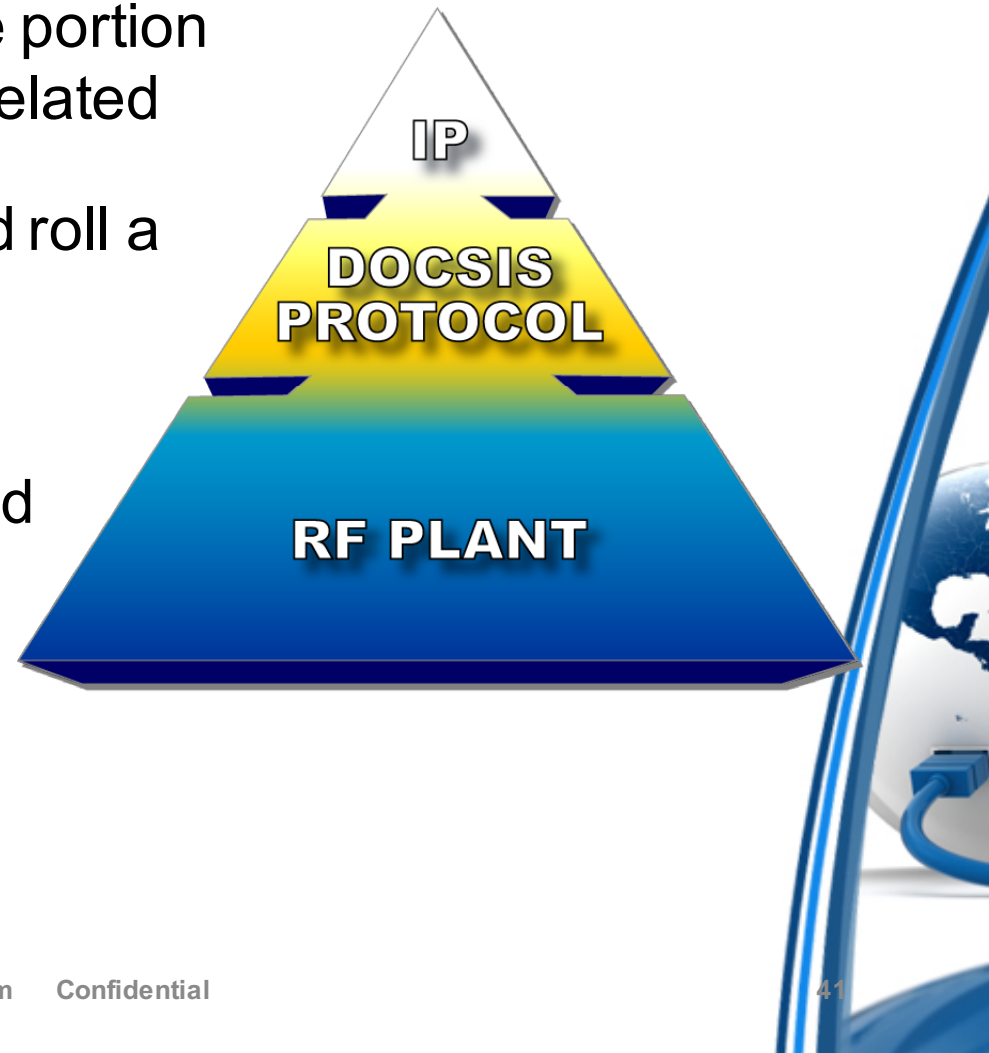 e portion
elated
d roll a
d
IP
DOCSIS
PROTOCOL
RF PLANT
m Confidential
41